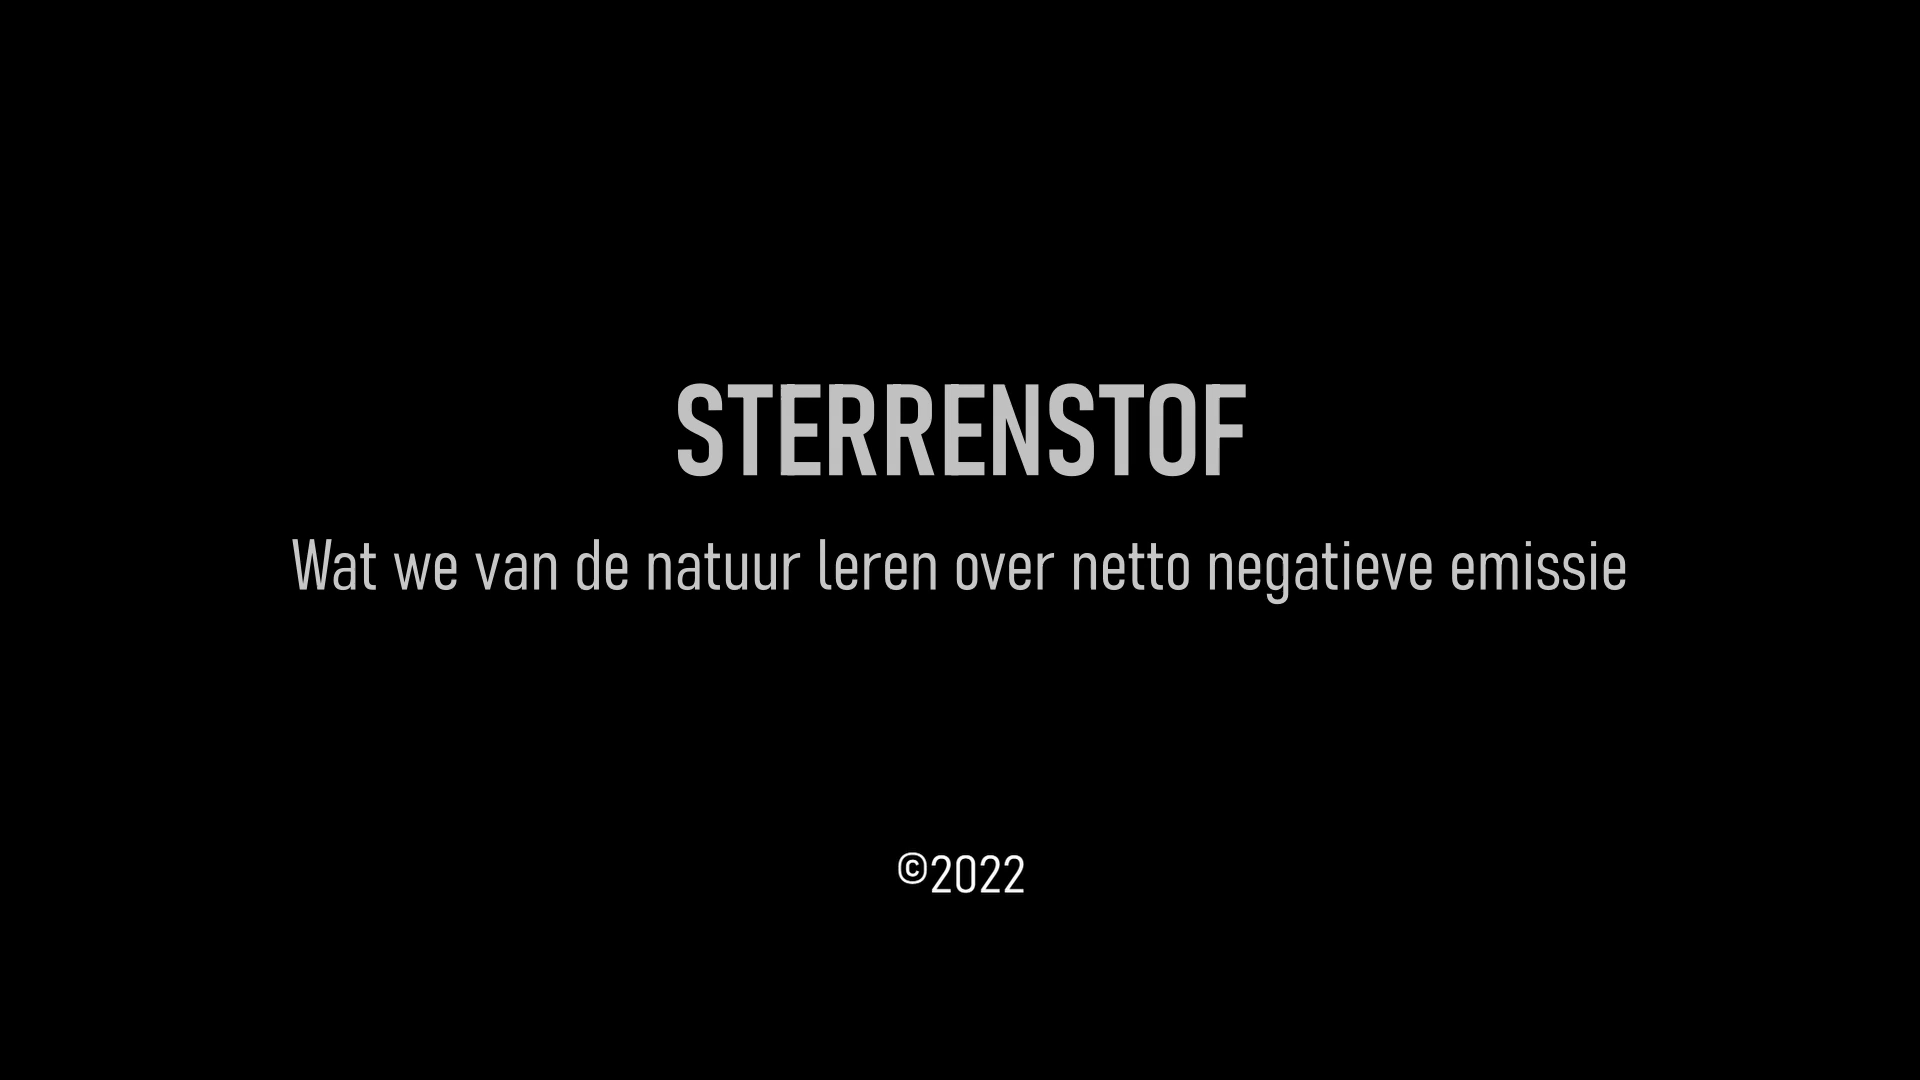 STERRENSTOF
Wat we van de natuur leren over netto negatieve emissie
©2022